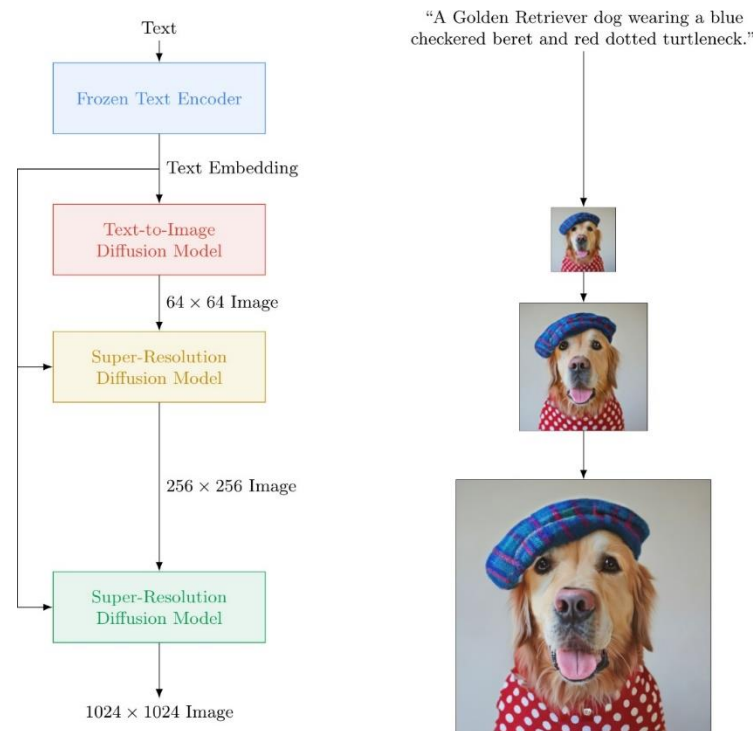 Text
Frozen Text Encoder
Text Embedding
Text-to-Image
Diffusion Model
64 × 64 Image
Super-Resolution
Diffusion Model
256 × 256 Image
Super-Resolution
Diffusion Model
1024 × 1024 Image
“A Golden Retriever dog wearing a blue
checkered beret and red dotted turtleneck.”